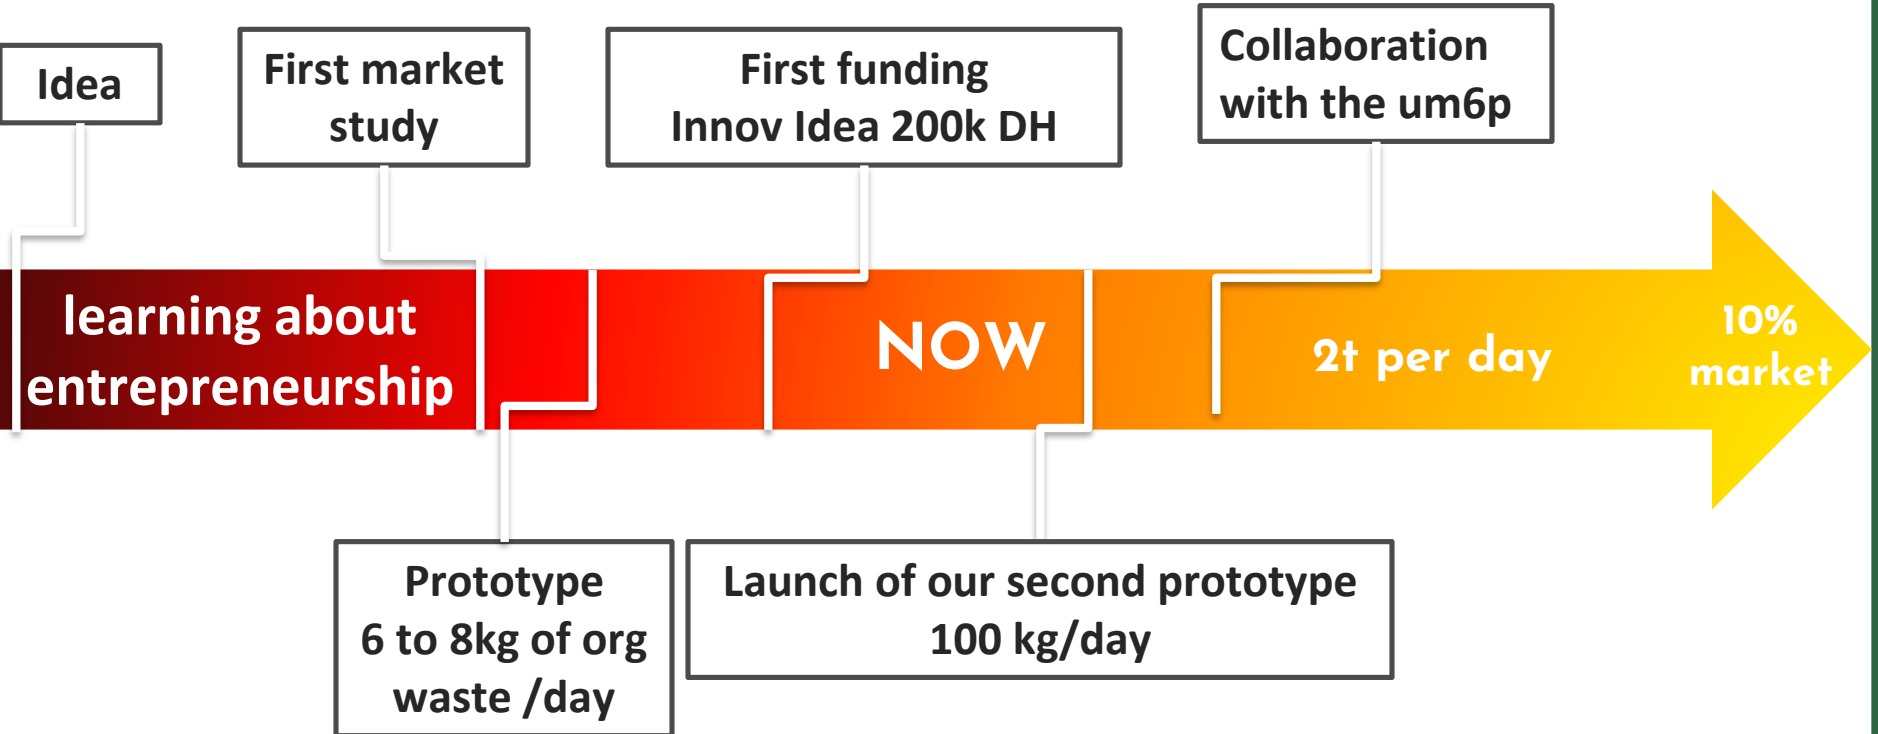 Idea
First market
study
First funding
Innov Idea 200k DH
Collaboration
with the um6p
learning about
entrepreneurship
NOW
2t per day
10%
market
Prototype
6 to 8kg of org
waste /day
Launch of our second prototype
100 kg/day